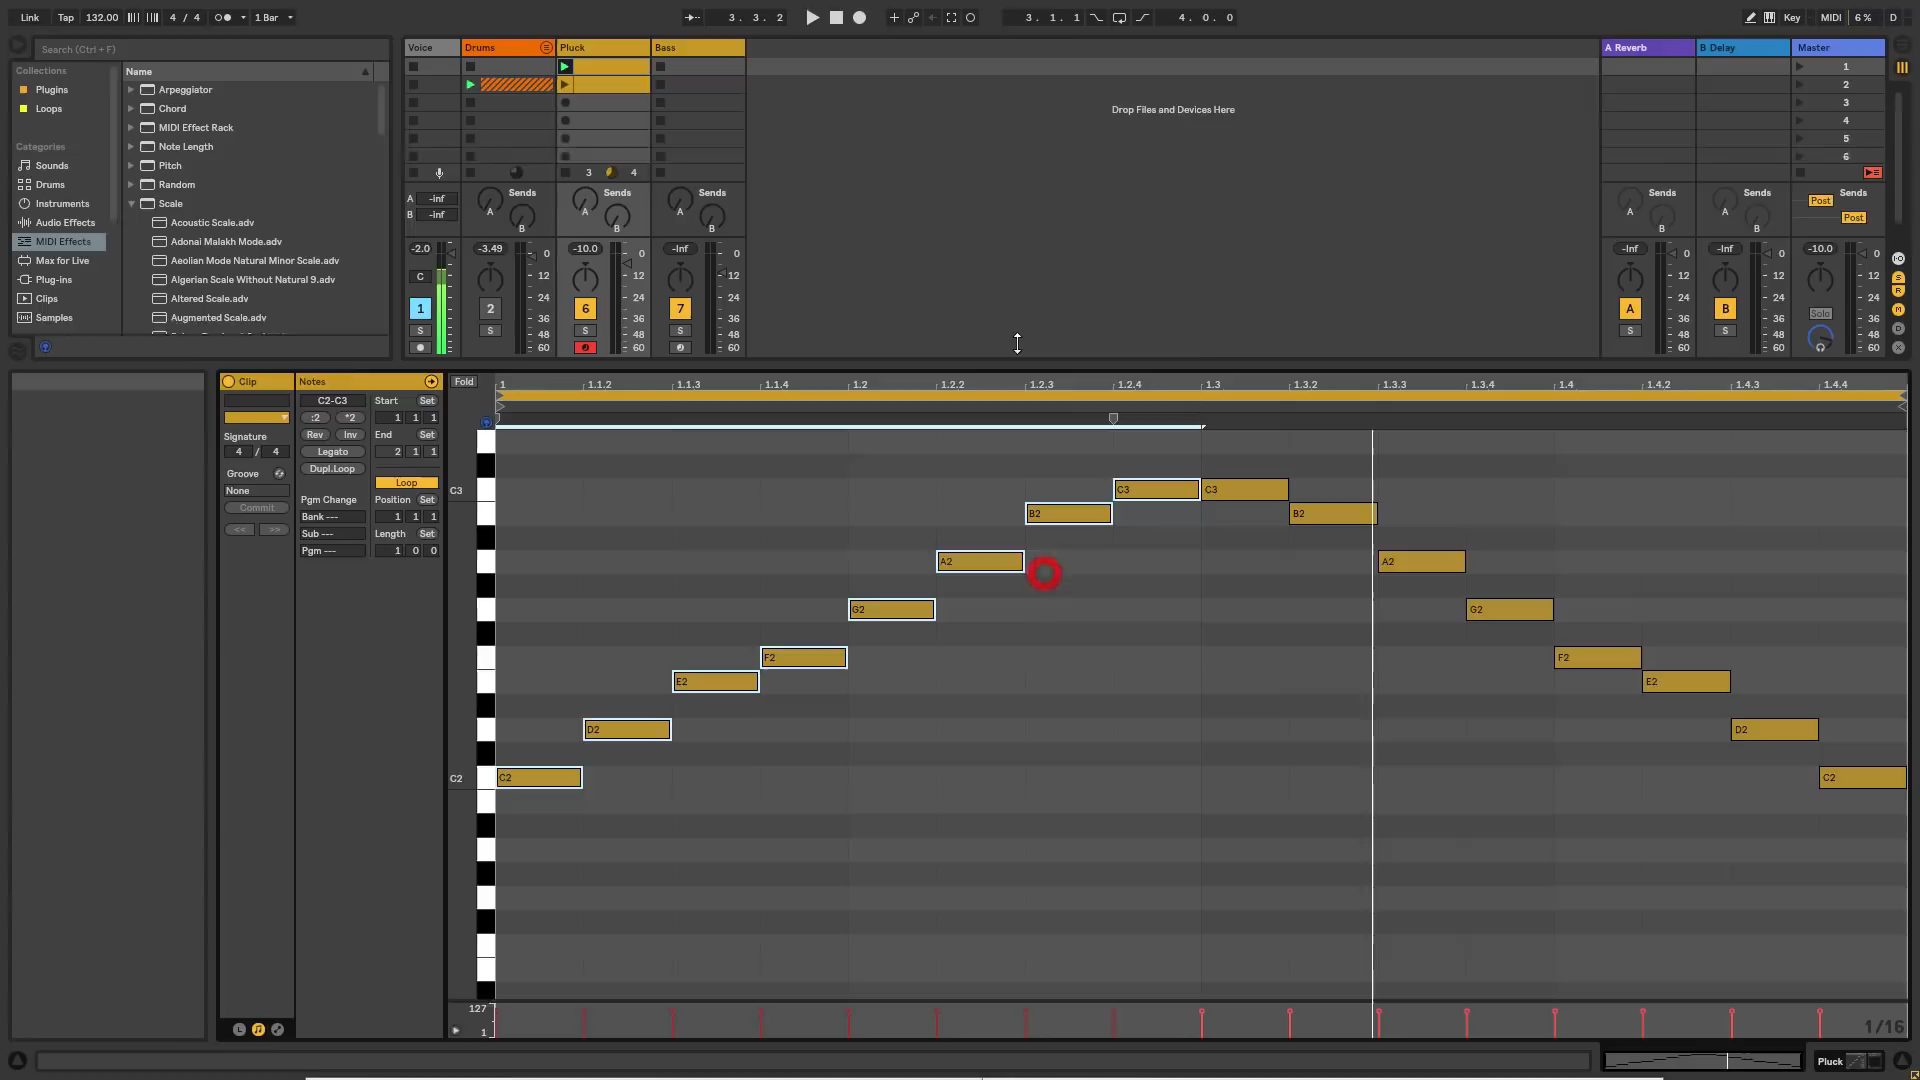 Link Tap 132.00 4 / 4 1 Bar 3. 3. 2 3. 1. 1 4. 0. 0 Key MIDI 6 % D
Search (Ctrl + F)
Collections
Plugins
Loops
Categories
Sounds
Drums
Instruments
Audio Effects
MIDI Effects
Max for Live
Plug-ins
Clips
Samples
Name
Arpeggiator
Chord
MIDI Effect Rack
Note Length
Pitch
Random
Scale
Acoustic Scale.adv
Adonai Malakh Mode.adv
Aeolian Mode Natural Minor Scale.adv
Algerian Scale Without Natural 9.adv
Altered Scale.adv
Augmented Scale.adv
Voice Drums Pluck Bass
Drop Files and Devices Here
A Reverb B Delay Master
1
2
3
4
5
6
3 4
A -inf
B -inf
Sends Sends Sends Sends Sends Sends
A A A A A Post
B B B B B Post
-2.0 -3.49 -10.0 -Inf -Inf -Inf -10.0
0 0 0 0 0 0
C 12 12 12 12 12 12
24 24 24 24 24 24
1 2 6 7 A B Solo
36 36 36 36 36 36
S S S S S S
48 48 48 48 48 48
60 60 60 60 60 60
Clip
Signature
4 / 4
Groove
None
Commit
<< >>
Notes
C2-C3
:2 *2
Rev Inv
Legato
Dupl.Loop
Pgm Change
Bank ---
Sub ---
Pgm ---
Start Set
1 1 1
End Set
2 1 1
Loop
Position Set
1 1 1
Length Set
1 0 0
Fold 1 1.1.2 1.1.3 1.1.4 1.2 1.2.2 1.2.3 1.2.4 1.3 1.3.2 1.3.3 1.3.4 1.4 1.4.2 1.4.3 1.4.4
C3 C3 C3
B2 B2
A2 A2
G2 G2
F2 F2
E2 E2
D2 D2
C2 C2 C2
127
1
1/16
Pluck